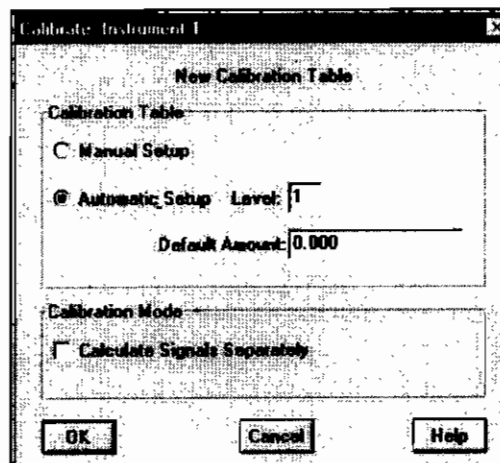 Calibrate: Instrument 1
New Calibration Table
Calibration Table
Manual Setup
Automatic Setup Level: 1
Default Amount: 0.000
Calibration Mode
Calculate Signals Separately
OK Cancel Help